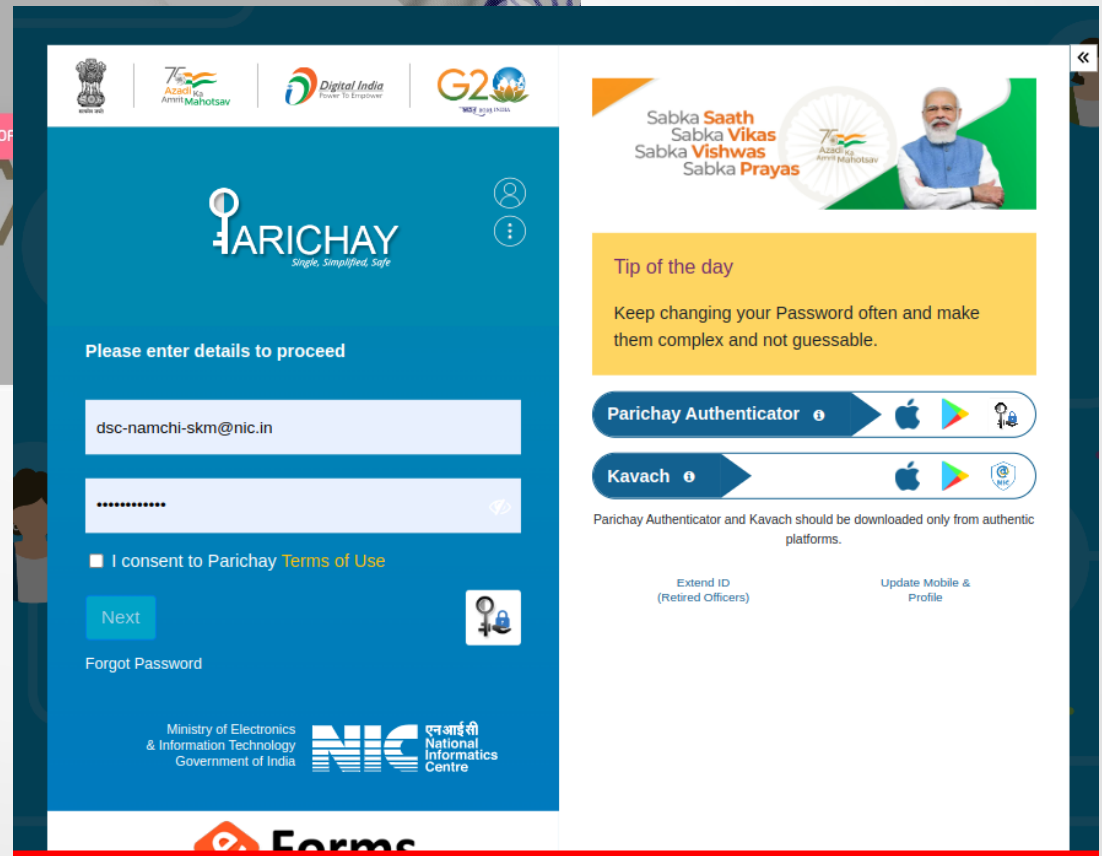 75
Azadi Ka
Amrit Mahotsav
Digital India
Power To Empower
G20
PARICHAY
Single, Simplified, Safe
Please enter details to proceed
dsc-namchi-skm@nic.in
••••••••••••
I consent to Parichay Terms of Use
Next
Forgot Password
Ministry of Electronics
& Information Technology
Government of India
NIC
एनआईसी
National
Informatics
Centre
Forms
«
Sabka Saath
Sabka Vikas
Sabka Vishwas
Sabka Prayas
75
Azadi Ka
Amrit Mahotsav
Tip of the day
Keep changing your Password often and make
them complex and not guessable.
Parichay Authenticator
Kavach
@
NIC
Parichay Authenticator and Kavach should be downloaded only from authentic
platforms.
Extend ID
(Retired Officers)
Update Mobile &
Profile